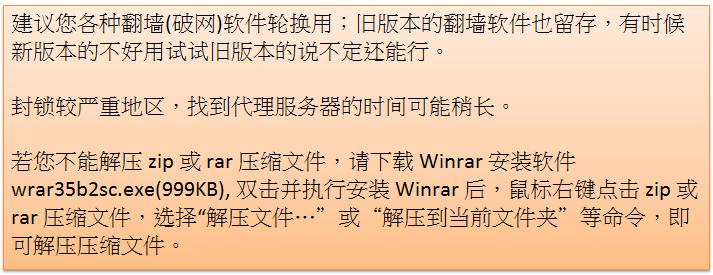 建议您各种翻墙(破网)软件轮换用；旧版本的翻墙软件也留存，有时候
新版本的不好用试试旧版本的说不定还能行。
封锁较严重地区，找到代理服务器的时间可能稍长。
若您不能解压 zip 或 rar 压缩文件，请下载 Winrar 安装软件
wrar35b2sc.exe(999KB), 双击并执行安装 Winrar 后，鼠标右键点击 zip 或
rar 压缩文件，选择“解压文件…”或“解压到当前文件夹”等命令，即
可解压压缩文件。